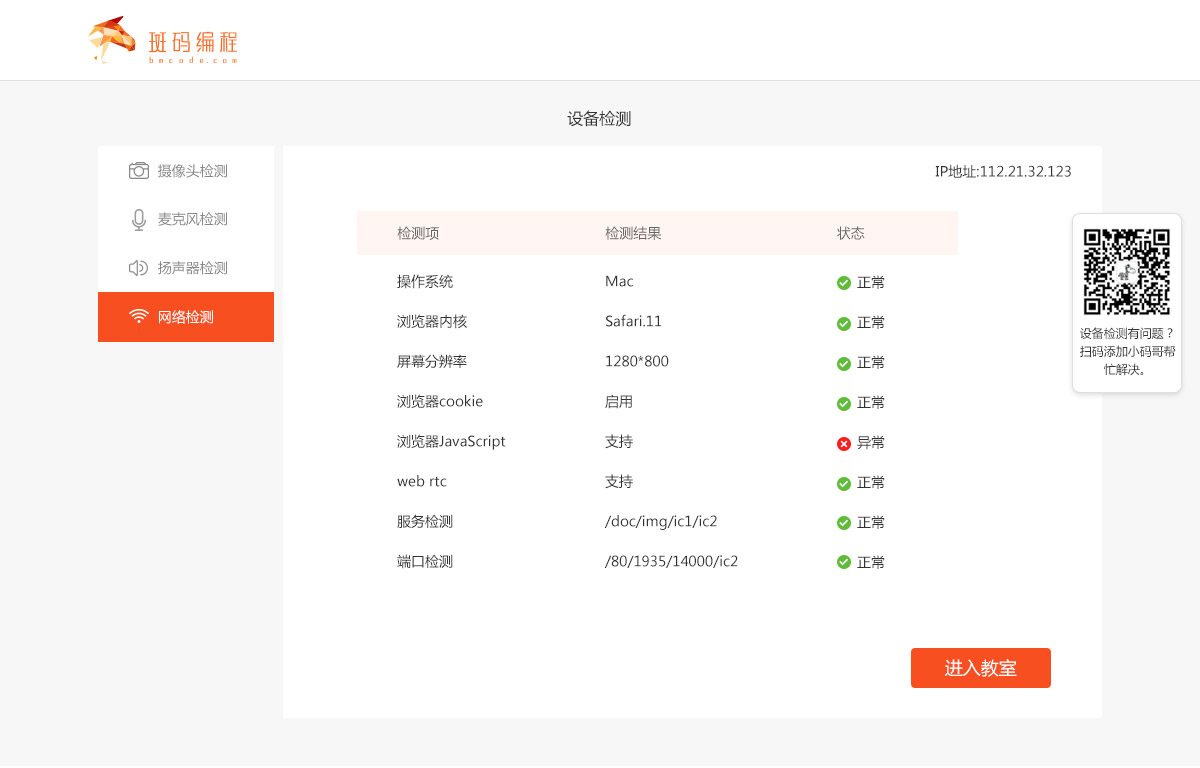 斑码编程
bmcode.com
设备检测
摄像头检测
麦克风检测
扬声器检测
网络检测
IP地址:112.21.32.123
检测项 检测结果 状态
操作系统 Mac 正常
浏览器内核 Safari.11 正常
屏幕分辨率 1280*800 正常
浏览器cookie 启用 正常
浏览器JavaScript 支持 异常
web rtc 支持 正常
服务检测 /doc/img/ic1/ic2 正常
端口检测 /80/1935/14000/ic2 正常
进入教室
设备检测有问题？
扫码添加小码哥帮
忙解决。